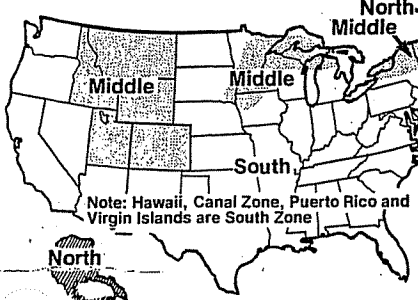 North
Middle
Middle
Middle
South
Note: Hawaii, Canal Zone, Puerto Rico and
Virgin Islands are South Zone
North